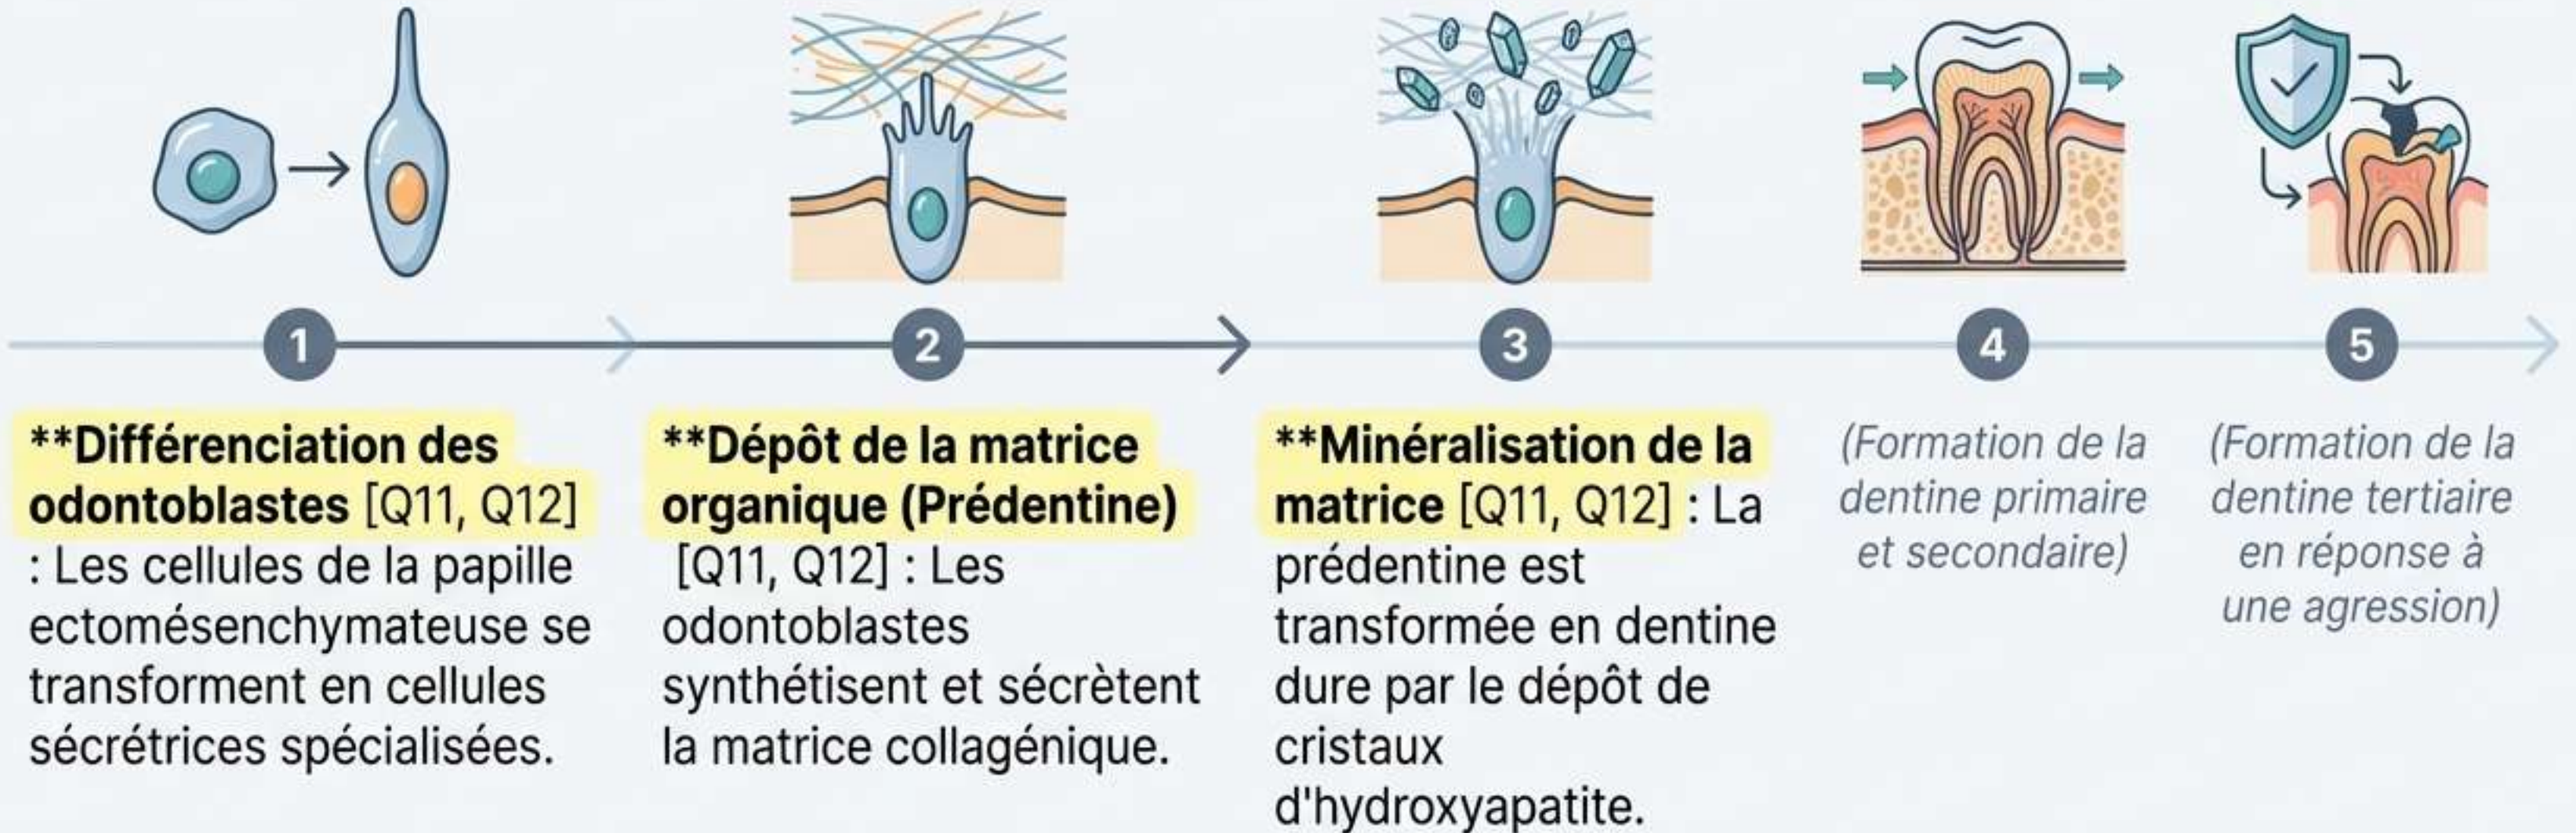 1
2
3
4
5
**Différenciation des
odontoblastes [Q11, Q12]
: Les cellules de la papille
ectomésenchymateuse se
transforment en cellules
sécrétrices spécialisées.
**Dépôt de la matrice
organique (Prédentine)
[Q11, Q12] : Les
odontoblastes
synthétisent et sécrètent
la matrice collagénique.
**Minéralisation de la
matrice [Q11, Q12] : La
prédentine est
transformée en dentine
dure par le dépôt de
cristaux
d'hydroxyapatite.
(Formation de la
dentine primaire
et secondaire)
(Formation de la
dentine tertiaire
en réponse à
une agression)